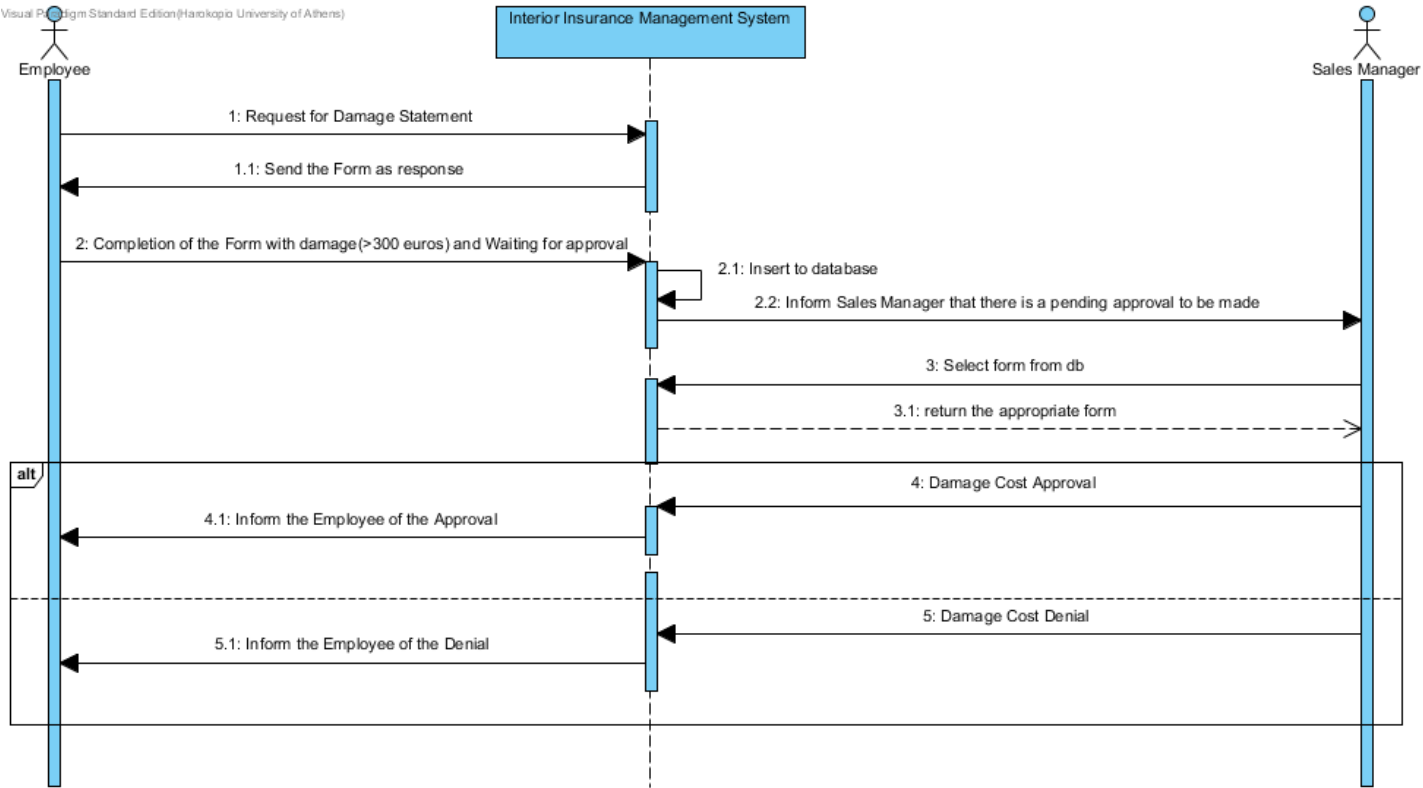 Visual Paradigm Standard Edition(Harokopio University of Athens)
Interior Insurance Management System
Employee
Sales Manager
1: Request for Damage Statement
1.1: Send the Form as response
2: Completion of the Form with damage(>300 euros) and Waiting for approval
2.1: Insert to database
2.2: Inform Sales Manager that there is a pending approval to be made
3: Select form from db
3.1: return the appropriate form
alt
4: Damage Cost Approval
4.1: Inform the Employee of the Approval
5: Damage Cost Denial
5.1: Inform the Employee of the Denial